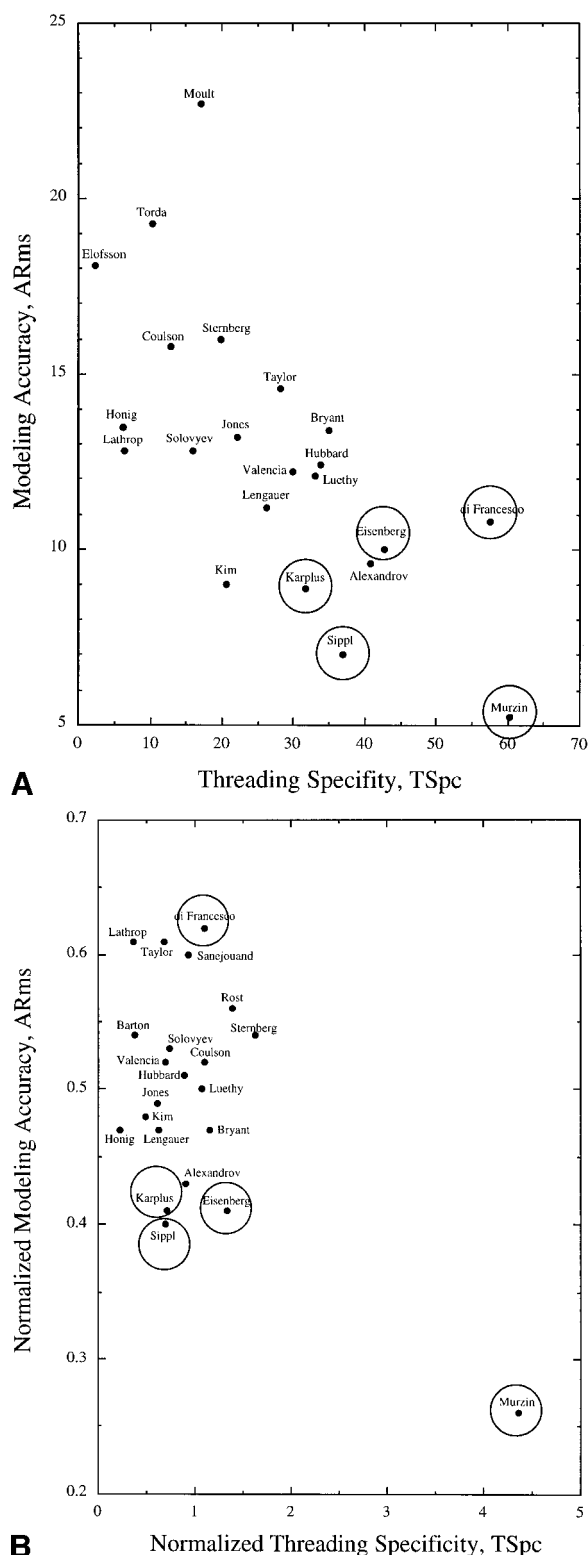 25
Moult
20
Torda
Elofsson
Sternberg
Coulson
15
Taylor
Honig
Bryant
Jones
Lathrop
Solovyev
Hubbard
Valencia
Luethy
Lengauer
di Francesco
Eisenberg
10
Alexandrov
Kim
Karplus
Sippl
Murzin
5
0 10 20 30 40 50 60 70
Modeling Accuracy, ARms
Threading Specifity, TSpc
A
0.7
di Francesco
Lathrop
Taylor
Sanejouand
0.6
Rost
Barton
Sternberg
Solovyev
Coulson
Valencia
Hubbard
Luethy
0.5
Jones
Kim
Honig
Lengauer
Bryant
Alexandrov
Karplus
Eisenberg
0.4
Sippl
0.3
Murzin
0.2
0 1 2 3 4 5
Normalized Modeling Accuracy, ARms
Normalized Threading Specificity, TSpc
B